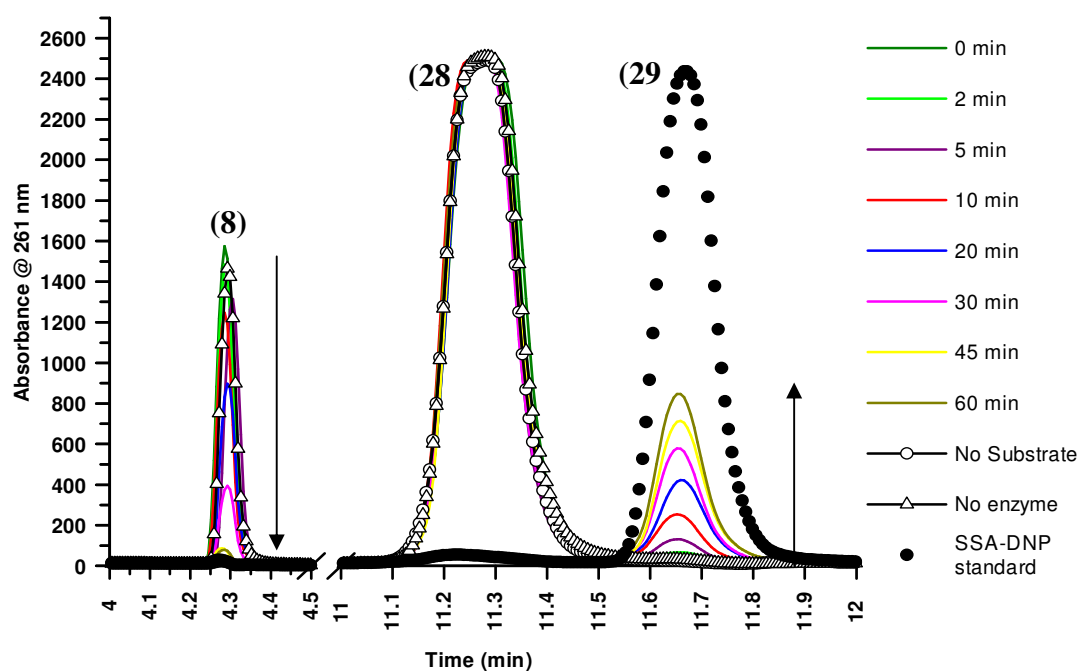 2600
2400
2200
2000
1800
1600
1400
1200
1000
800
600
400
200
0
Absorbance @ 261 nm
(8)
(28
(29
4
4.1
4.2
4.3
4.4
4.5
11
11.1
11.2
11.3
11.4
11.5
11.6
11.7
11.8
11.9
12
Time (min)
0 min
2 min
5 min
10 min
20 min
30 min
45 min
60 min
No Substrate
No enzyme
SSA-DNP
standard